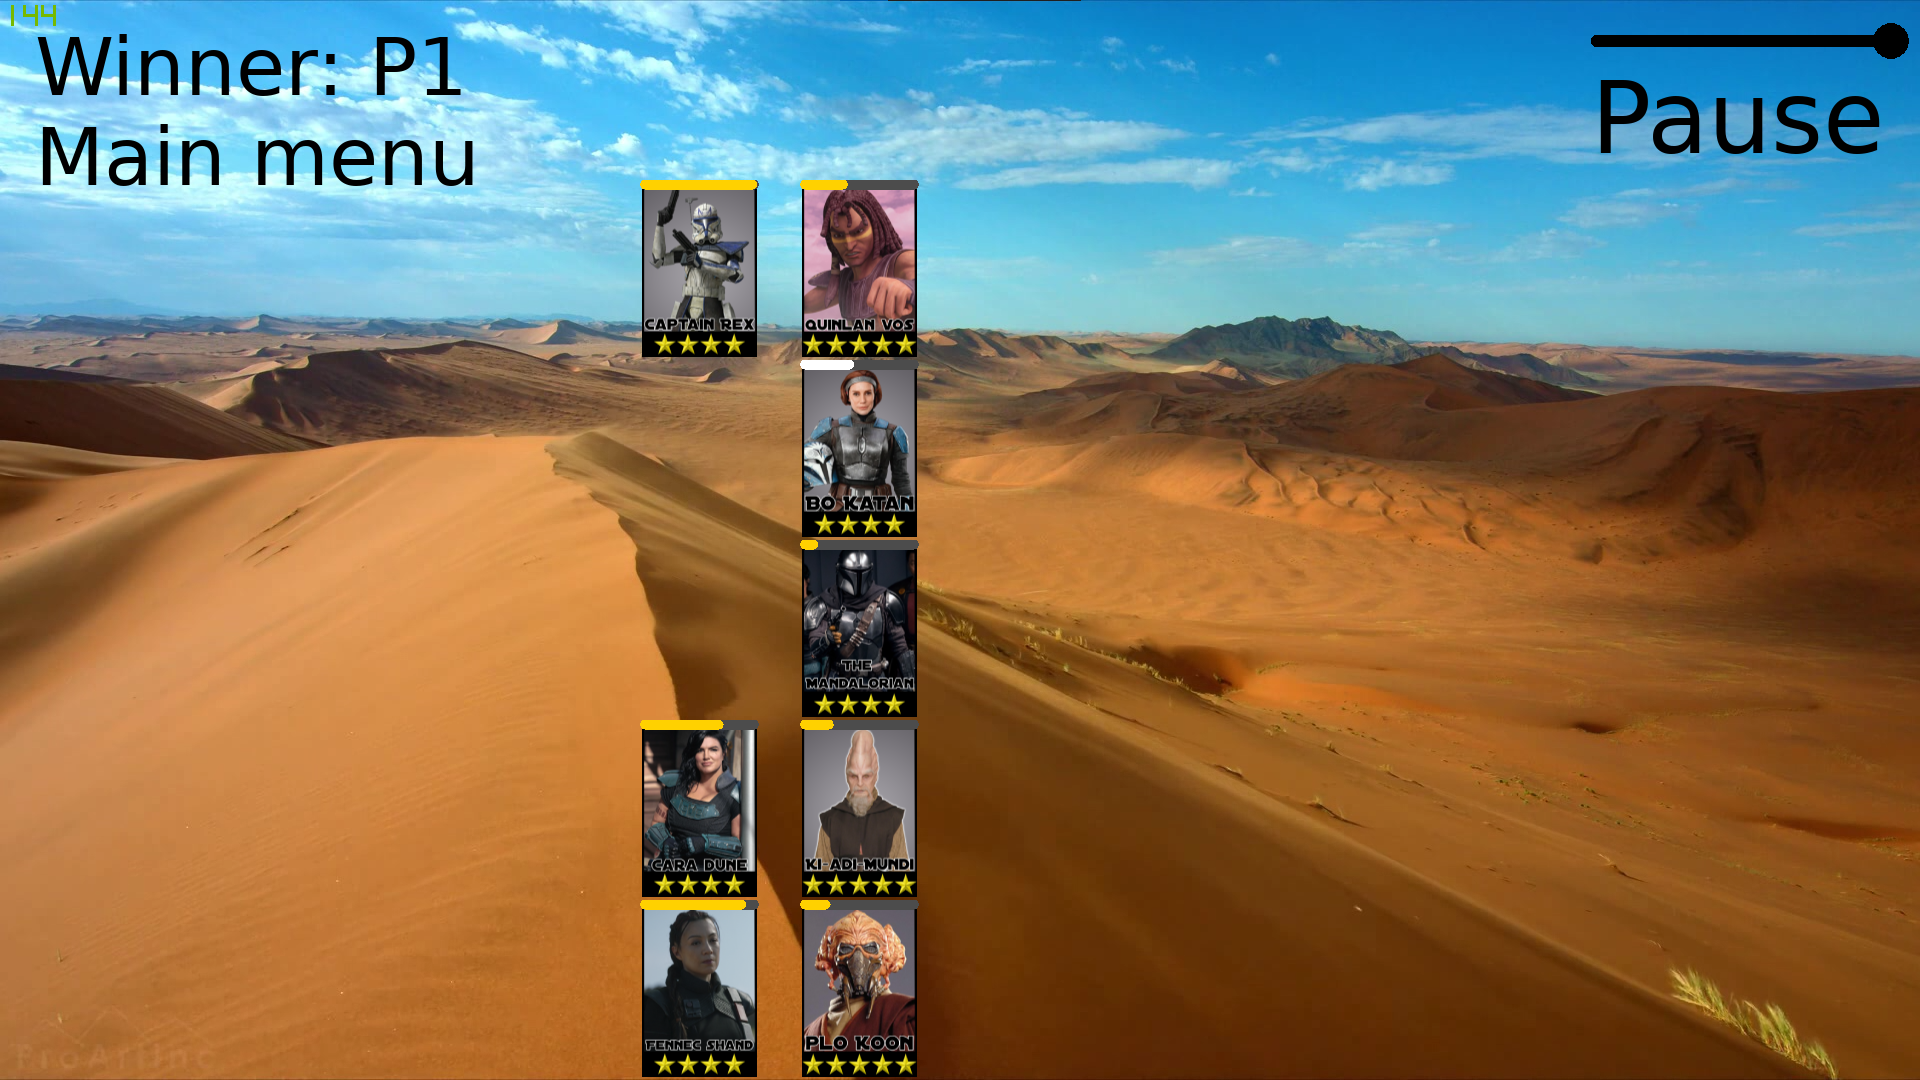 144
Winner: P1
Main menu
Pause
CAPTAIN REX
QUINLAN VOS
BO KATAN
THE
MANDALORIAN
CARA DUNE
KI-ADI-MUNDI
FENNEC SHAND
PLO KOON